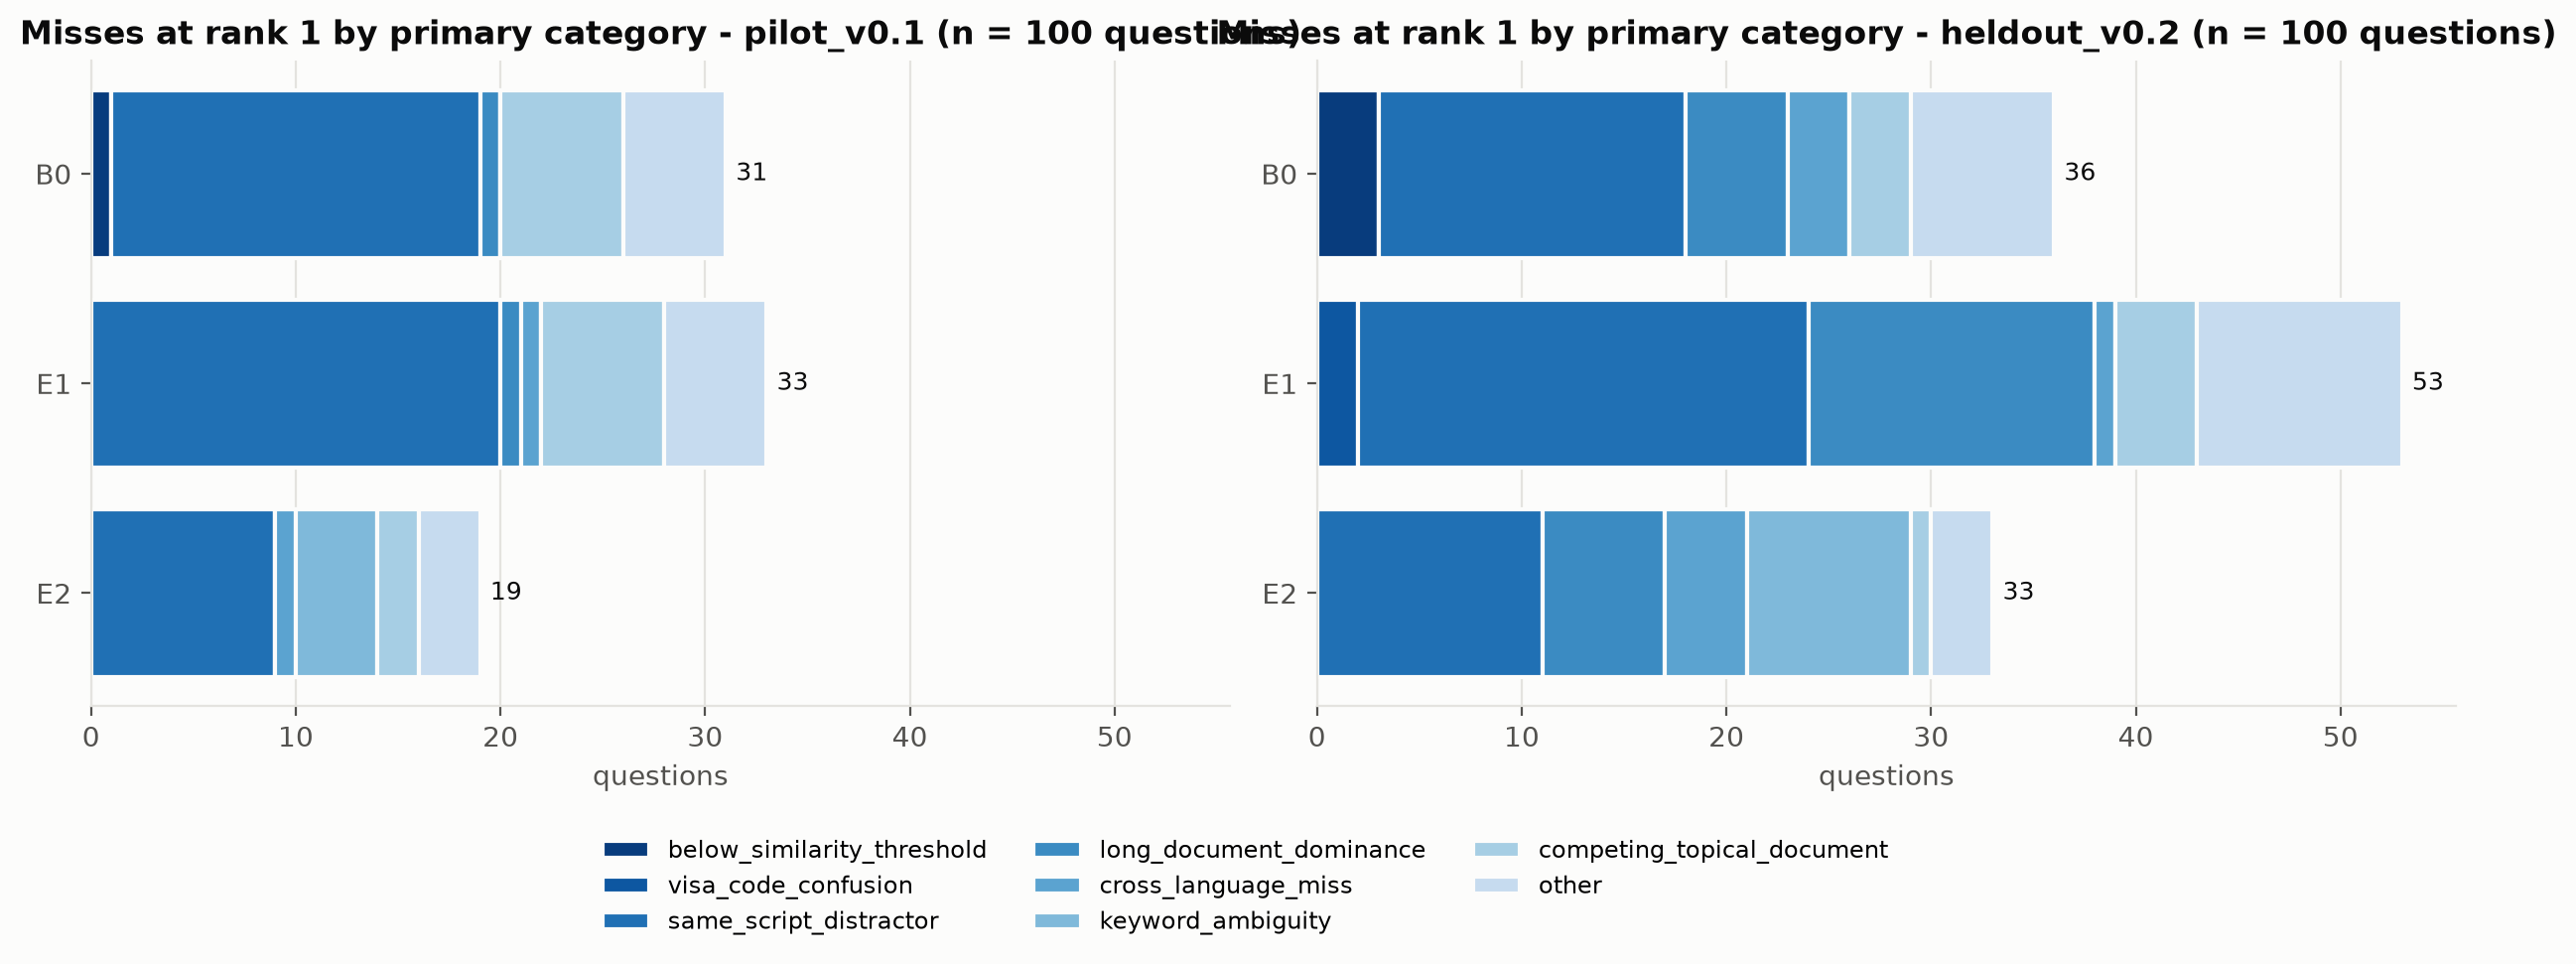 Misses at rank 1 by primary category - pilot_v0.1 (n = 100 questions)
Misses at rank 1 by primary category - heldout_v0.2 (n = 100 questions)
B0
31
E1
33
E2
19
0 10 20 30 40 50
questions
B0
36
E1
53
E2
33
0 10 20 30 40 50
questions
below_similarity_threshold
visa_code_confusion
same_script_distractor
long_document_dominance
cross_language_miss
keyword_ambiguity
competing_topical_document
other